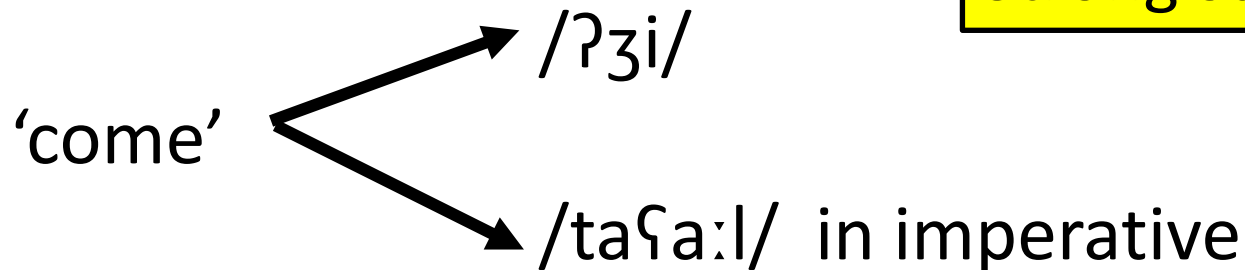 /ʔʒi/
‘come’
/taʕaːl/ in imperative